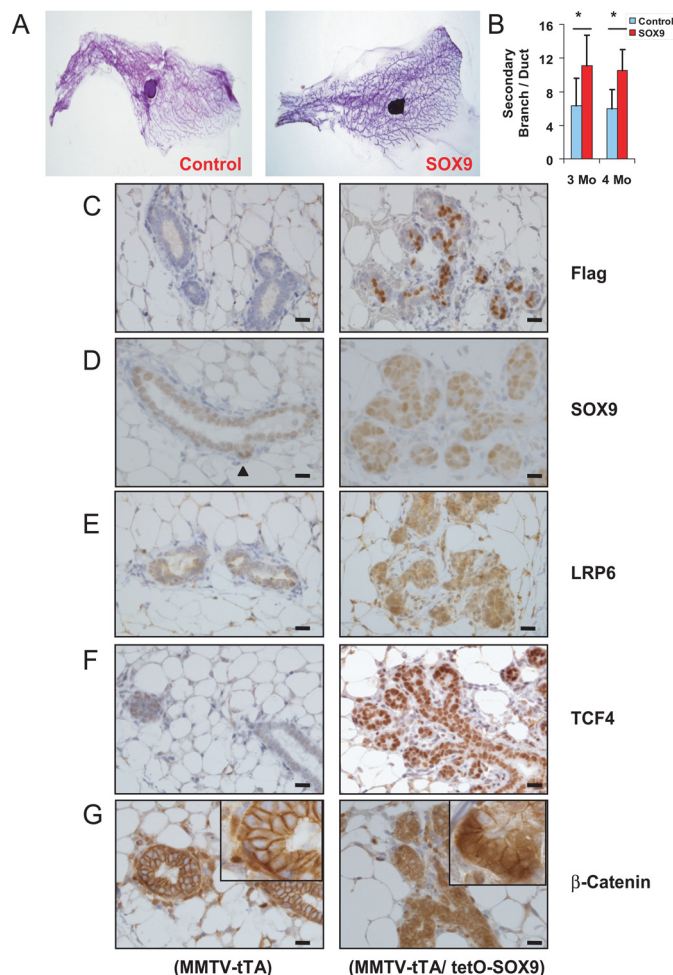 A
Control
SOX9
B
Secondary
Branch / Duct
16
12
8
4
0
*
*
Control
SOX9
3 Mo
4 Mo
C
Flag
D
SOX9
E
LRP6
F
TCF4
G
β-Catenin
(MMTV-tTA)
(MMTV-tTA/ tetO-SOX9)